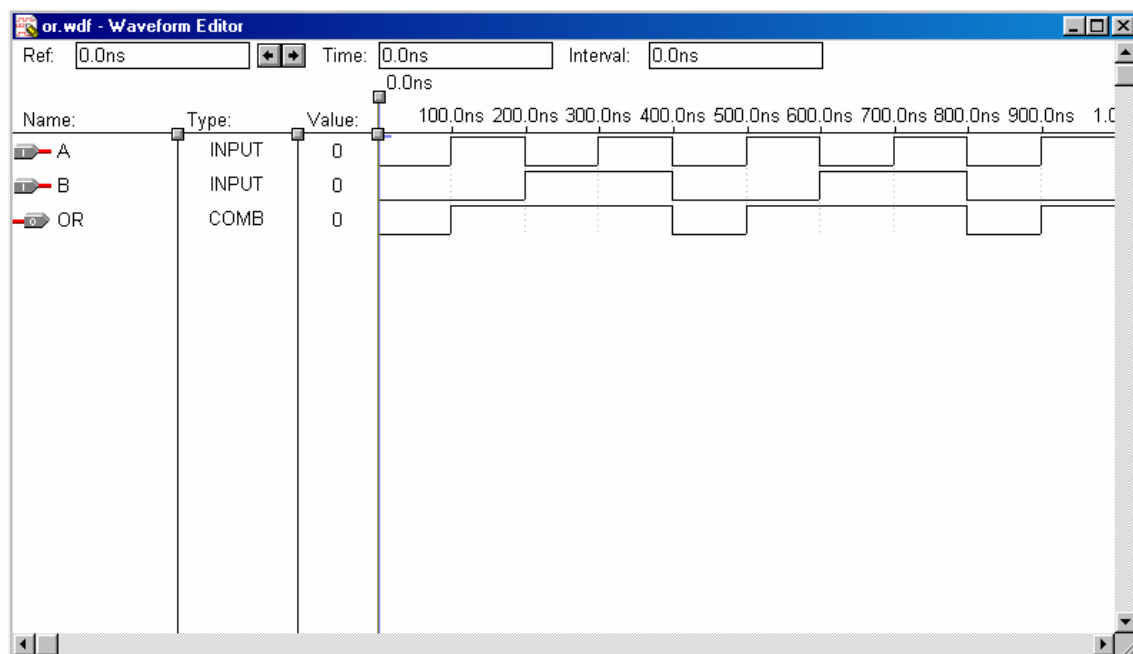 or.wdf - Waveform Editor
Ref: 0.0ns Time: 0.0ns Interval: 0.0ns
0.0ns
Name: Type: Value: 100.0ns 200.0ns 300.0ns 400.0ns 500.0ns 600.0ns 700.0ns 800.0ns 900.0ns 1.0
A INPUT 0
B INPUT 0
OR COMB 0